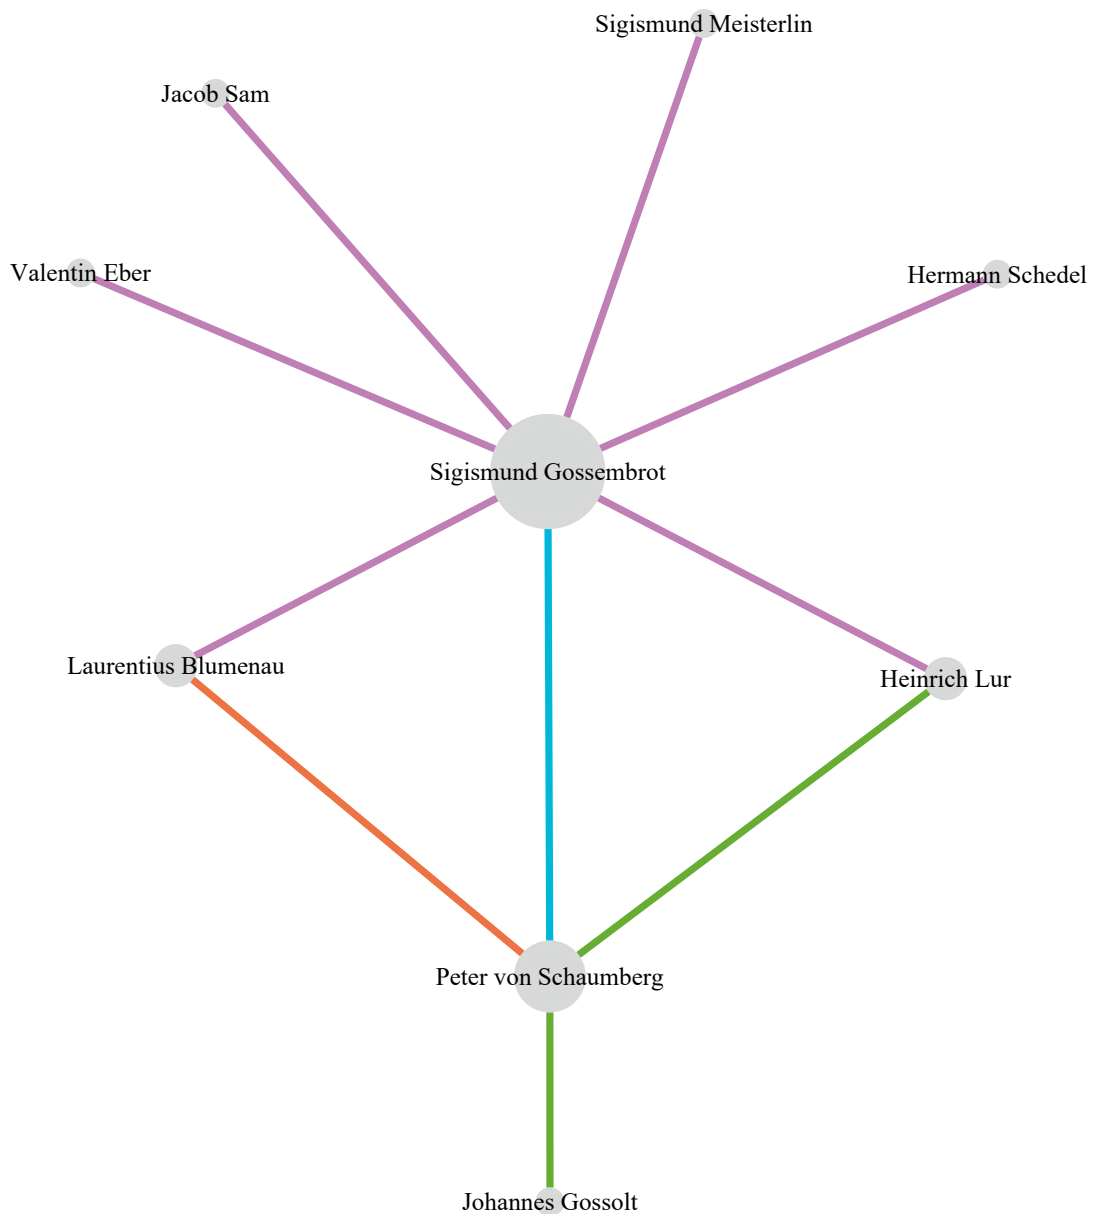 Sigismund Meisterlin
Jacob Sam
Valentin Eber
Hermann Schedel
Sigismund Gossembrot
Laurentius Blumenau
Heinrich Lur
Peter von Schaumberg
Johannes Gossolt